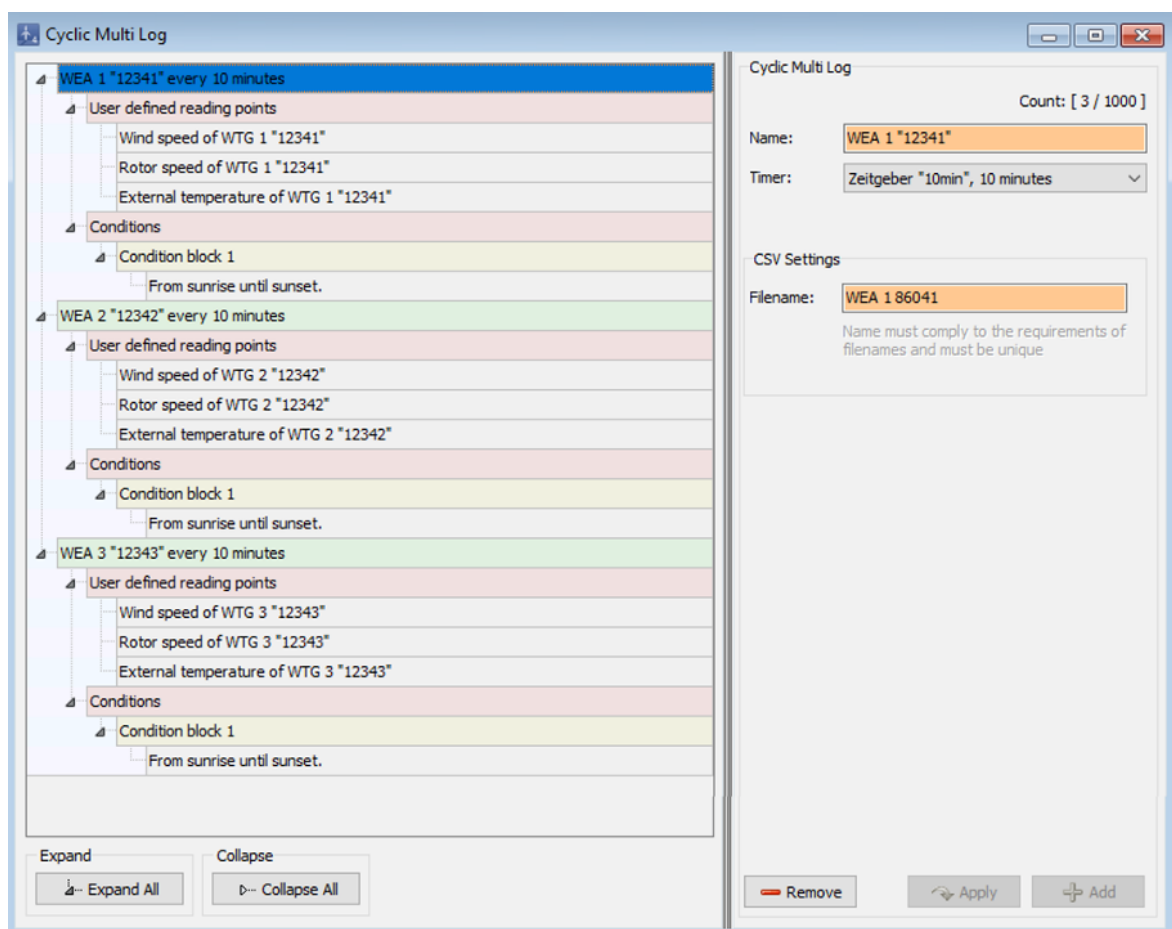 Cyclic Multi Log
WEA 1 "12341" every 10 minutes
User defined reading points
Wind speed of WTG 1 "12341"
Rotor speed of WTG 1 "12341"
External temperature of WTG 1 "12341"
Conditions
Condition block 1
From sunrise until sunset.
WEA 2 "12342" every 10 minutes
User defined reading points
Wind speed of WTG 2 "12342"
Rotor speed of WTG 2 "12342"
External temperature of WTG 2 "12342"
Conditions
Condition block 1
From sunrise until sunset.
WEA 3 "12343" every 10 minutes
User defined reading points
Wind speed of WTG 3 "12343"
Rotor speed of WTG 3 "12343"
External temperature of WTG 3 "12343"
Conditions
Condition block 1
From sunrise until sunset.
Expand
Collapse
Expand All
Collapse All
Cyclic Multi Log
Count: [ 3 / 1000 ]
Name: WEA 1 "12341"
Timer: Zeitgeber "10min", 10 minutes
CSV Settings
Filename: WEA 1 86041
Name must comply to the requirements of
filenames and must be unique
Remove
Apply
Add